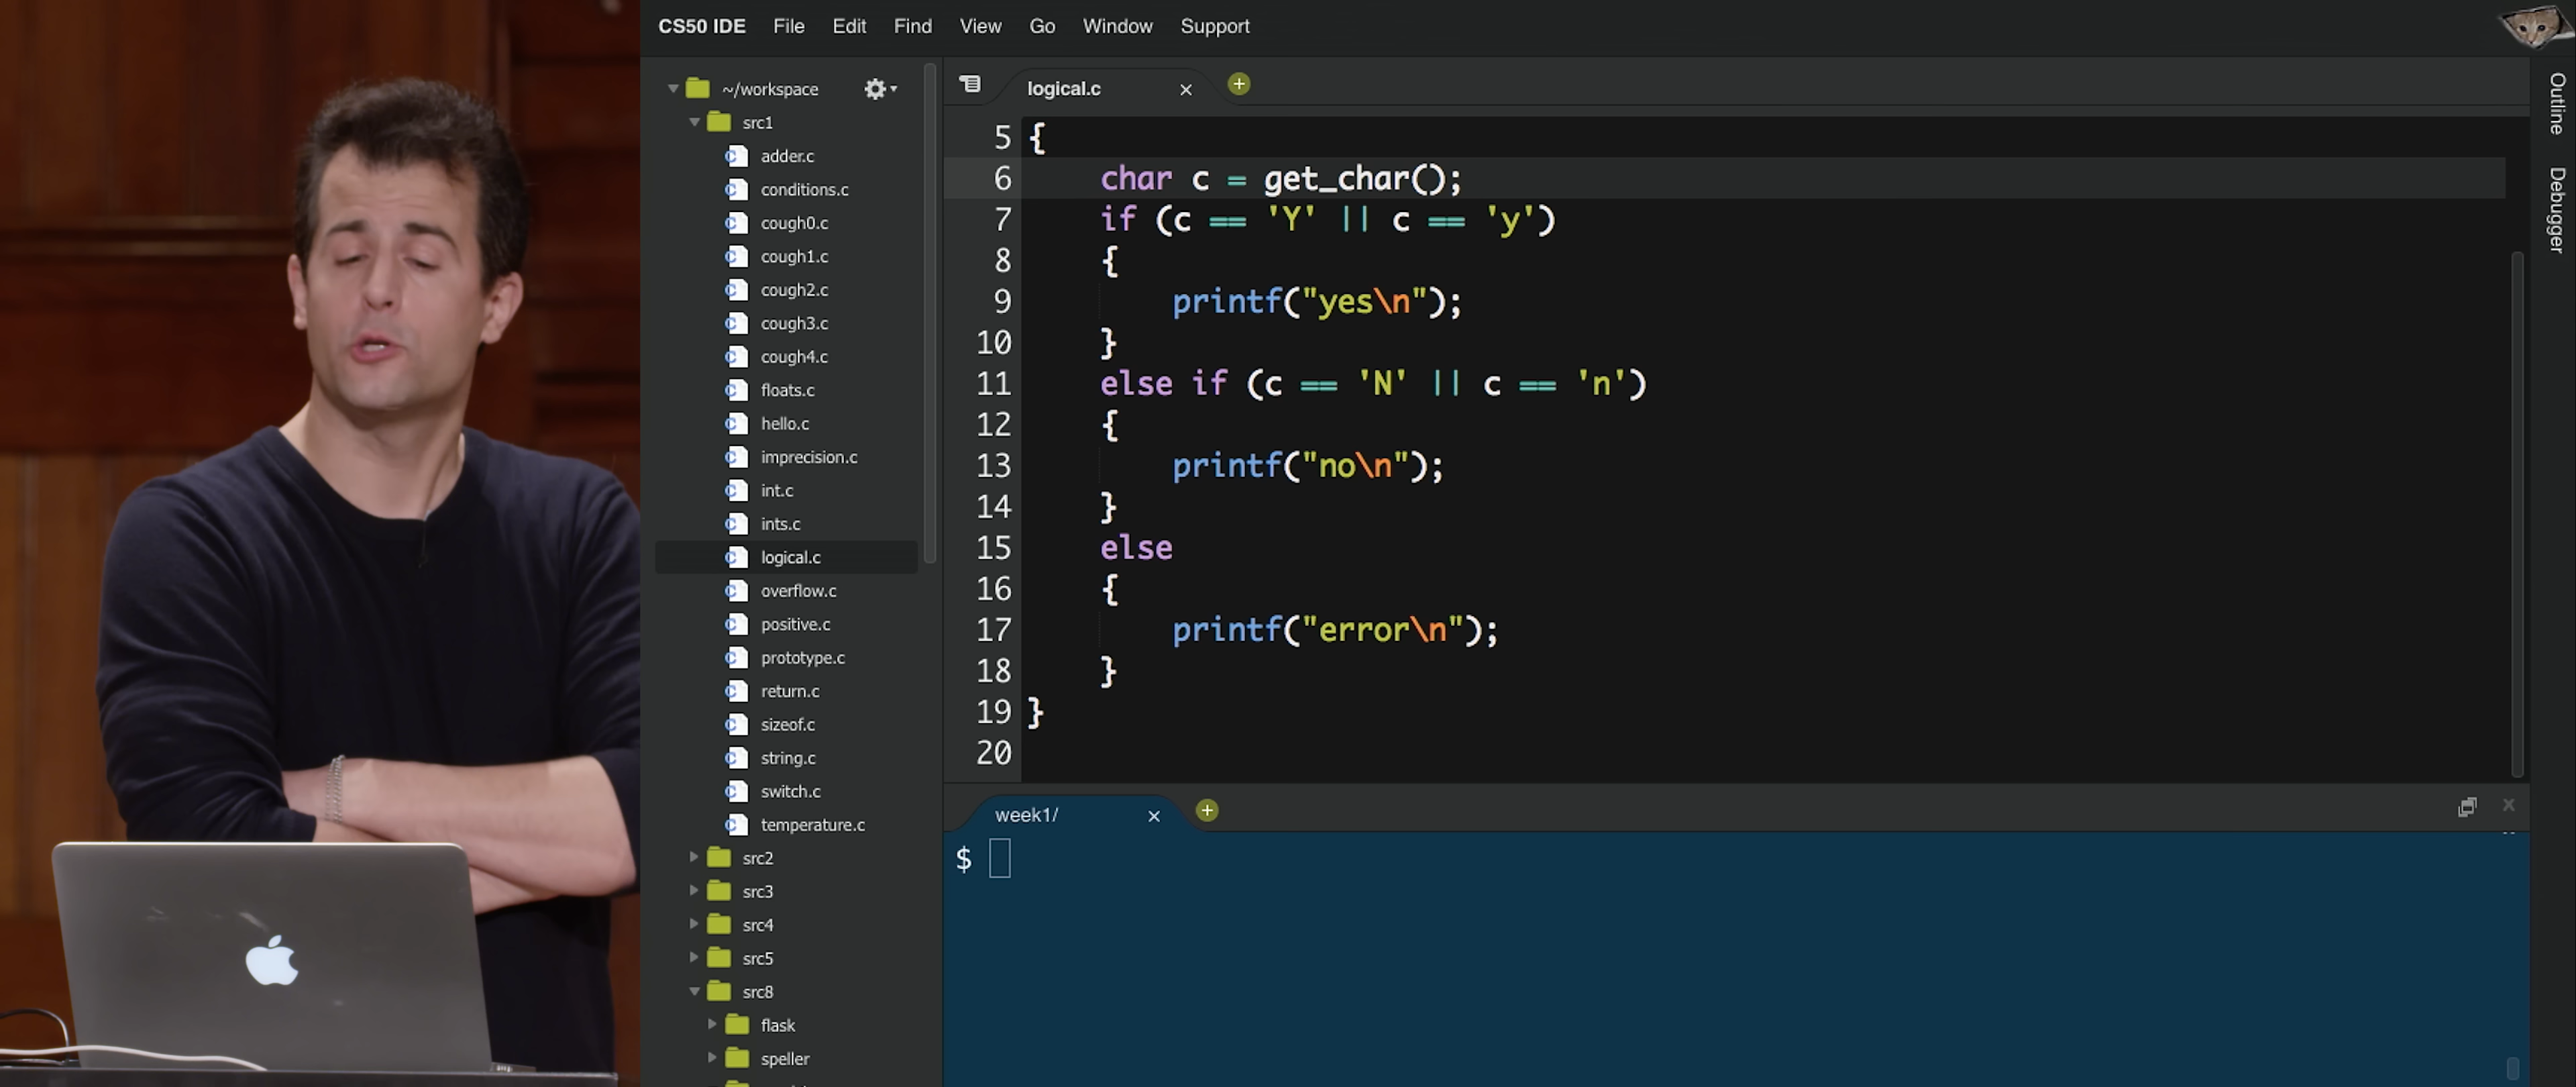 CS50 IDE File Edit Find View Go Window Support
~/workspace
src1
adder.c
conditions.c
cough0.c
cough1.c
cough2.c
cough3.c
cough4.c
floats.c
hello.c
imprecision.c
int.c
ints.c
logical.c
overflow.c
positive.c
prototype.c
return.c
sizeof.c
string.c
switch.c
temperature.c
src2
src3
src4
src5
src8
flask
speller
logical.c
5 {
6     char c = get_char();
7     if (c == 'Y' || c == 'y')
8     {
9         printf("yes\n");
10     }
11     else if (c == 'N' || c == 'n')
12     {
13         printf("no\n");
14     }
15     else
16     {
17         printf("error\n");
18     }
19 }
20
week1/
$
Outline
Debugger